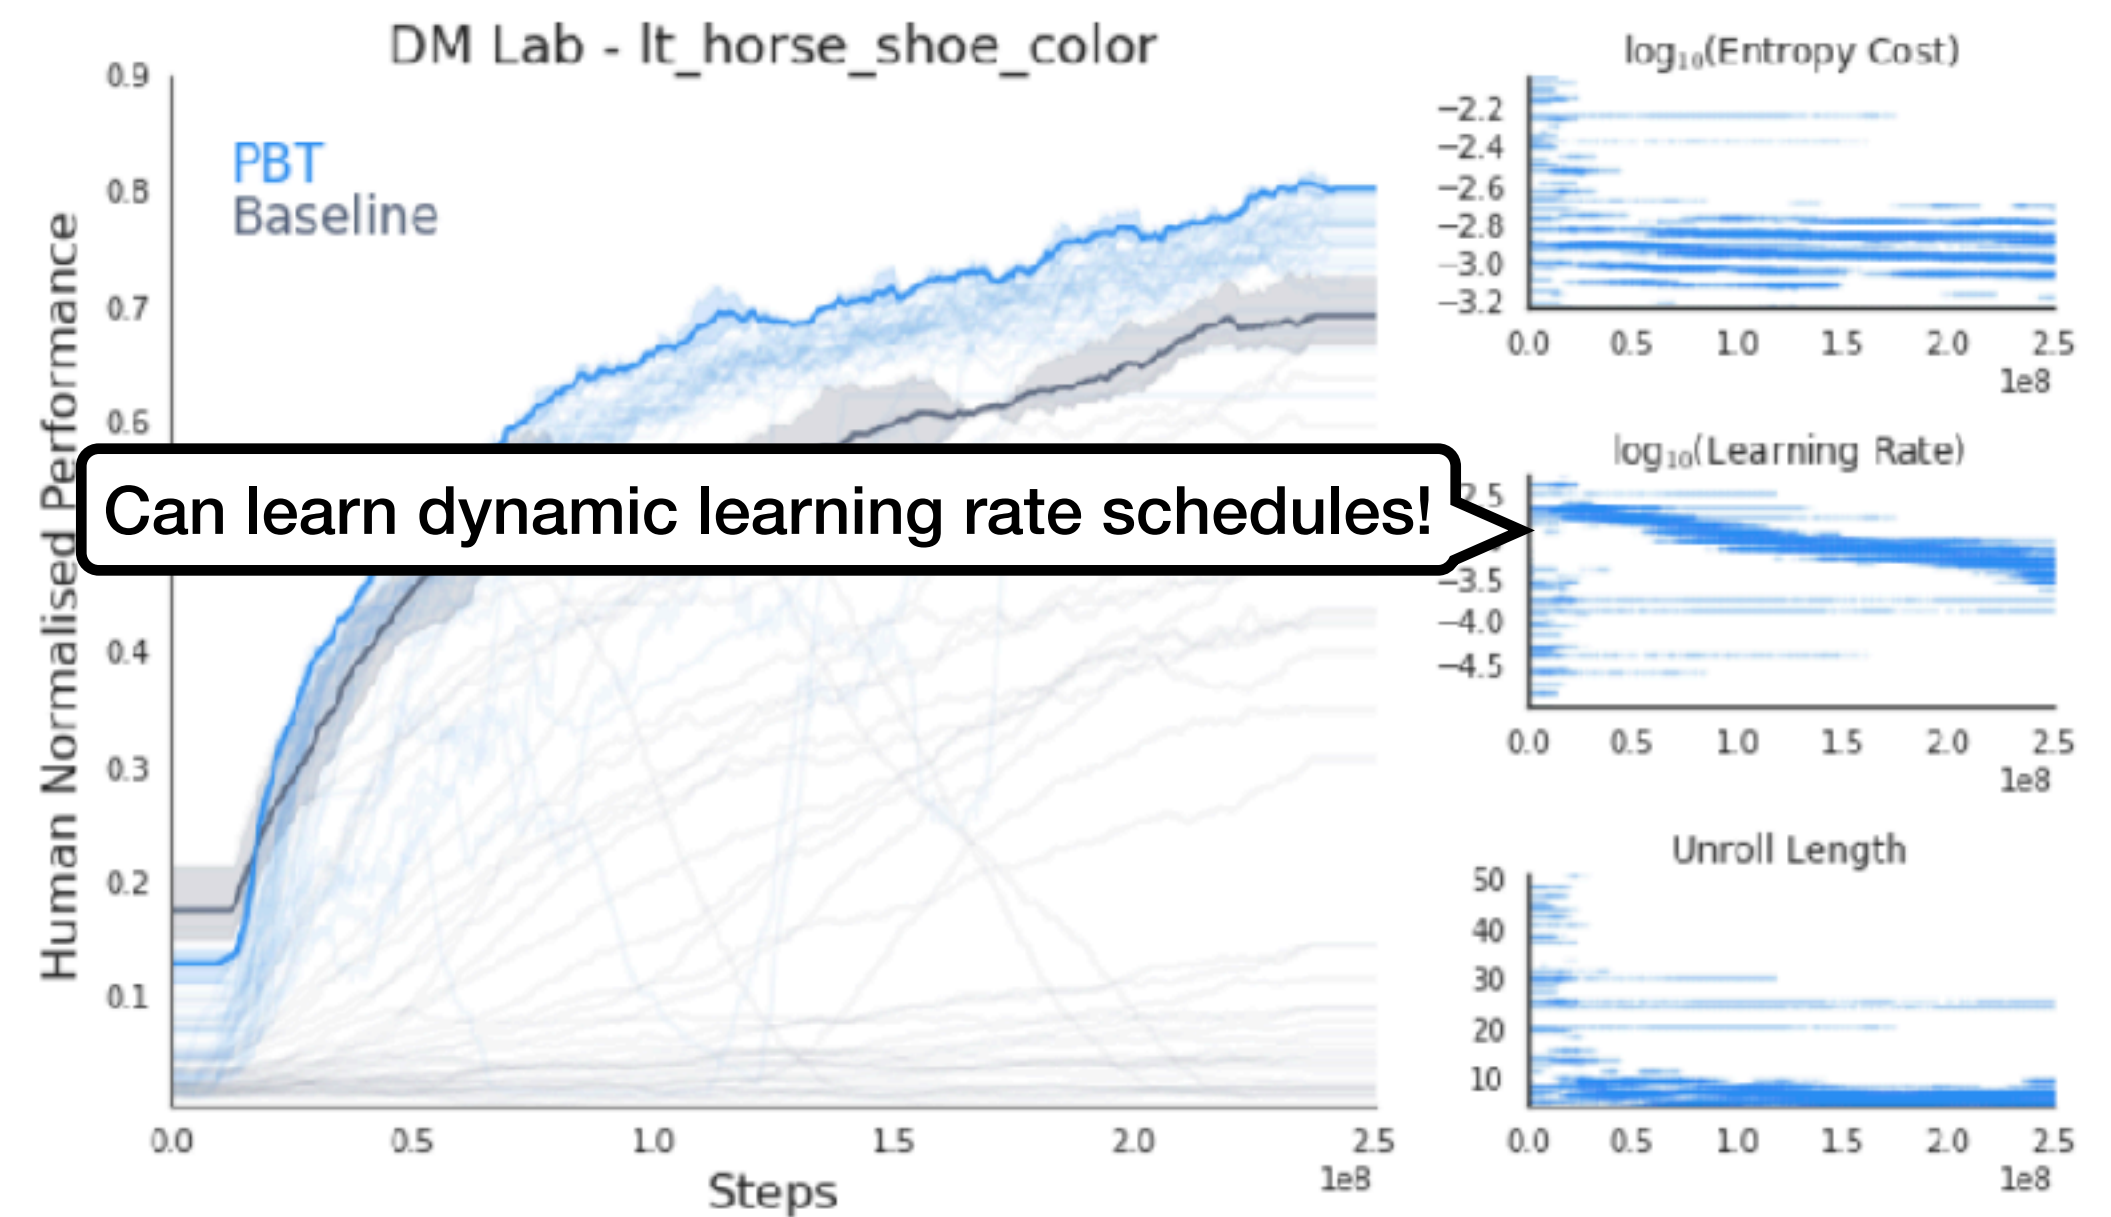 DM Lab - lt_horse_shoe_color
0.9
0.8
0.7
0.6
0.4
0.3
0.2
0.1
Human Normalised Performance
PBT
Baseline
Can learn dynamic learning rate schedules!
0.0 0.5 1.0 1.5 2.0 2.5
1e8
Steps
log₁₀(Entropy Cost)
−2.2
−2.4
−2.6
−2.8
−3.0
−3.2
0.0 0.5 1.0 1.5 2.0 2.5
1e8
log₁₀(Learning Rate)
2.5
−3.5
−4.0
−4.5
0.0 0.5 1.0 1.5 2.0 2.5
1e8
Unroll Length
50
40
30
20
10
0.0 0.5 1.0 1.5 2.0 2.5
1e8